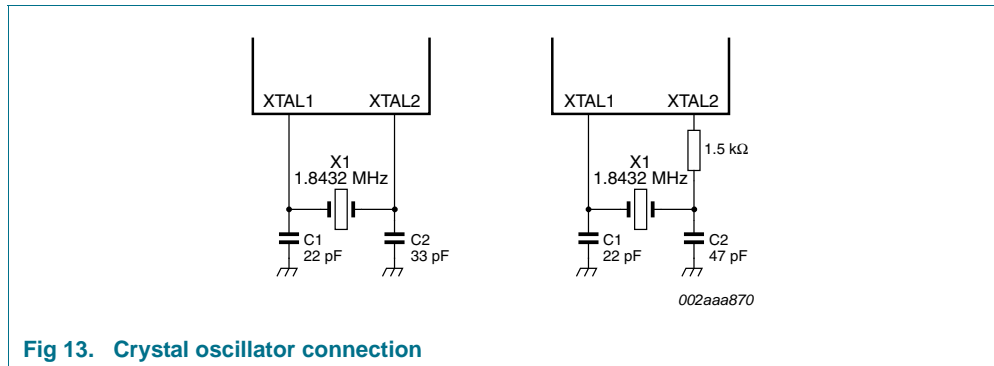 XTAL1 XTAL2
X1
1.8432 MHz
C1
22 pF
C2
33 pF
XTAL1 XTAL2
1.5 kΩ
X1
1.8432 MHz
C1
22 pF
C2
47 pF
002aaa870
Fig 13. Crystal oscillator connection